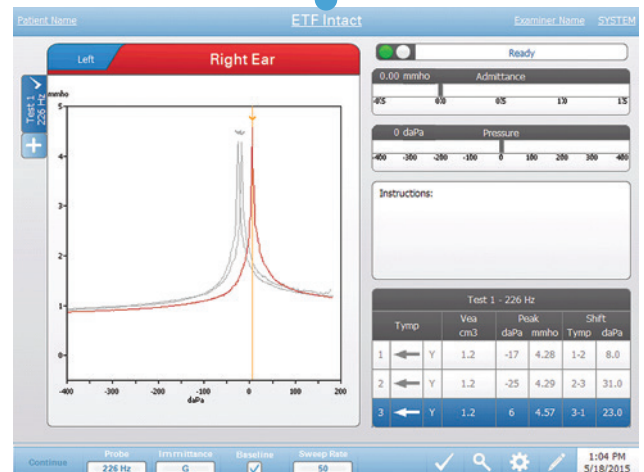 Patient Name ETF Intact Examiner Name SYSTEM
Left Right Ear
Ready
Test 1
226 Hz
mmho
5
4
3
2
1
0
-400 -300 -200 -100 0 100 200
daPa
0.00 mmho Admittance
-0.5 0.0 0.5 1.0 1.5
0 daPa Pressure
-400 -300 -200 -100 0 100 200 300 400
Instructions:
Test 1 - 226 Hz
Tymp Vea Peak Shift
cm3 daPa mmho Tymp daPa
1 Y 1.2 -17 4.28 1-2 8.0
2 Y 1.2 -25 4.29 2-3 31.0
3 Y 1.2 6 4.57 3-1 23.0
Continue Probe Immittance Baseline Sweep Rate
226 Hz G 50
1:04 PM
5/18/2015